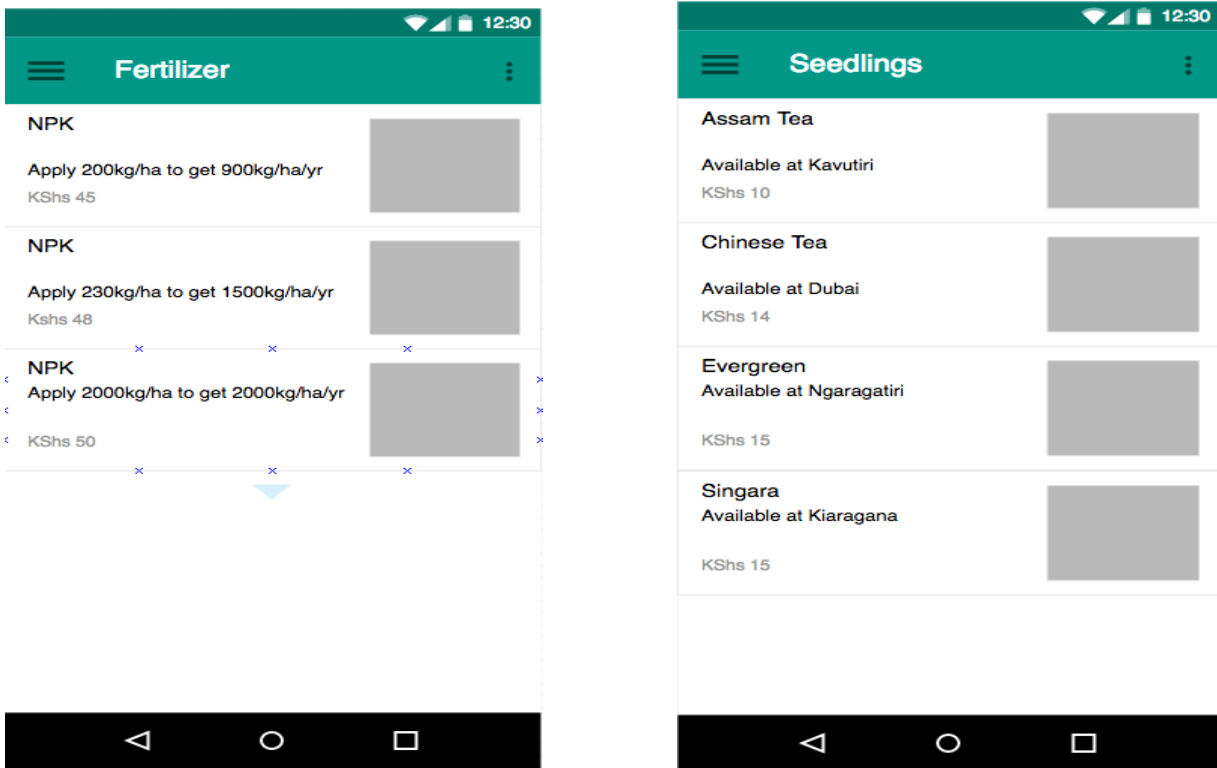 12:30
Fertilizer
NPK
Apply 200kg/ha to get 900kg/ha/yr
KShs 45
NPK
Apply 230kg/ha to get 1500kg/ha/yr
Kshs 48
NPK
Apply 2000kg/ha to get 2000kg/ha/yr
KShs 50
12:30
Seedlings
Assam Tea
Available at Kavutiri
KShs 10
Chinese Tea
Available at Dubai
KShs 14
Evergreen
Available at Ngaragatiri
KShs 15
Singara
Available at Kiaragana
KShs 15